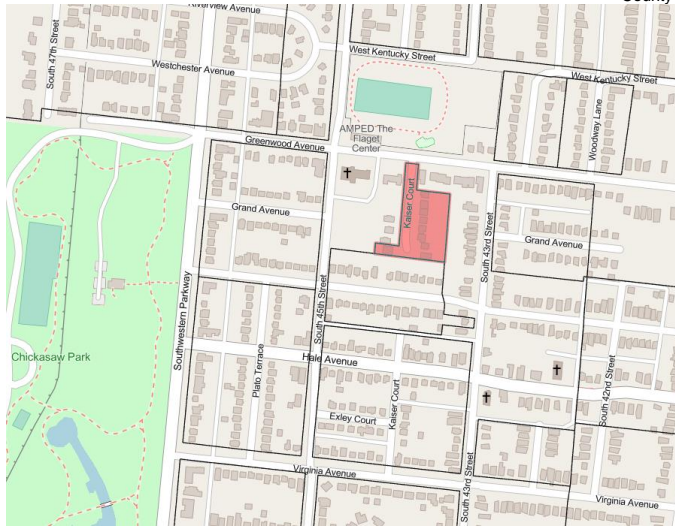 County
Riverview Avenue
South 47th Street
West Kentucky Street
Westchester Avenue
West Kentucky Street
Woodway Lane
AMPED The
Flaget
Center
Greenwood Avenue
Kaiser Court
Grand Avenue
Grand Avenue
South 43rd Street
Southwestern Parkway
South 45th Street
Chickasaw Park
Hale Avenue
Plato Terrace
Kaiser Court
South 42nd Street
Exley Court
South 43rd Street
Virginia Avenue
Virginia Avenue